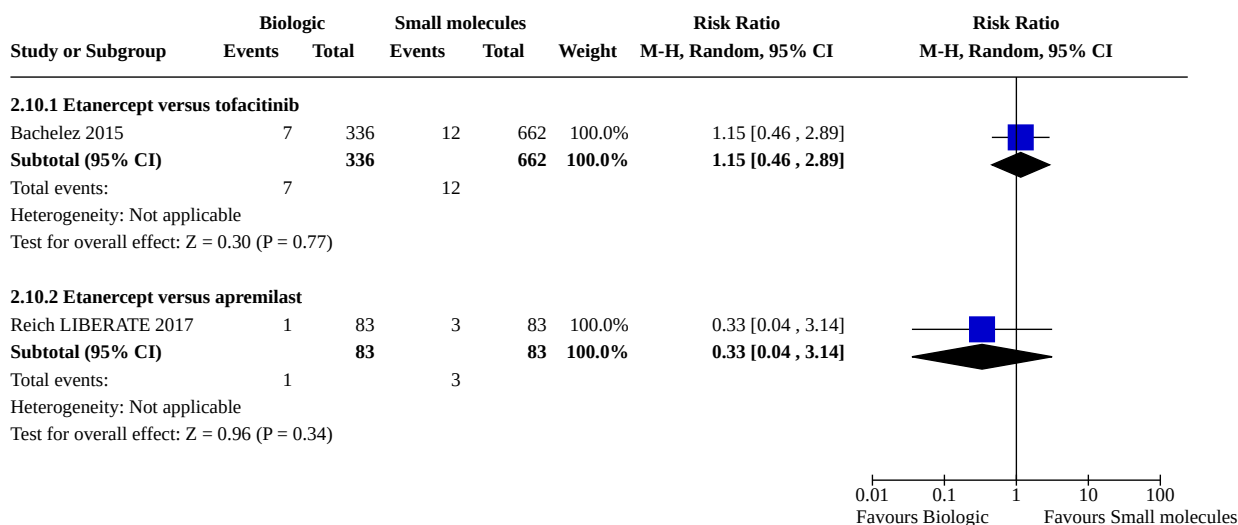 Biologic Small molecules Risk Ratio Risk Ratio
Study or Subgroup Events Total Events Total Weight M-H, Random, 95% CI M-H, Random, 95% CI
2.10.1 Etanercept versus tofacitinib
Bachelez 2015 7 336 12 662 100.0% 1.15 [0.46 , 2.89]
Subtotal (95% CI) 336 662 100.0% 1.15 [0.46 , 2.89]
Total events: 7 12
Heterogeneity: Not applicable
Test for overall effect: Z = 0.30 (P = 0.77)
2.10.2 Etanercept versus apremilast
Reich LIBERATE 2017 1 83 3 83 100.0% 0.33 [0.04 , 3.14]
Subtotal (95% CI) 83 83 100.0% 0.33 [0.04 , 3.14]
Total events: 1 3
Heterogeneity: Not applicable
Test for overall effect: Z = 0.96 (P = 0.34)
0.01 0.1 1 10 100
Favours Biologic Favours Small molecules